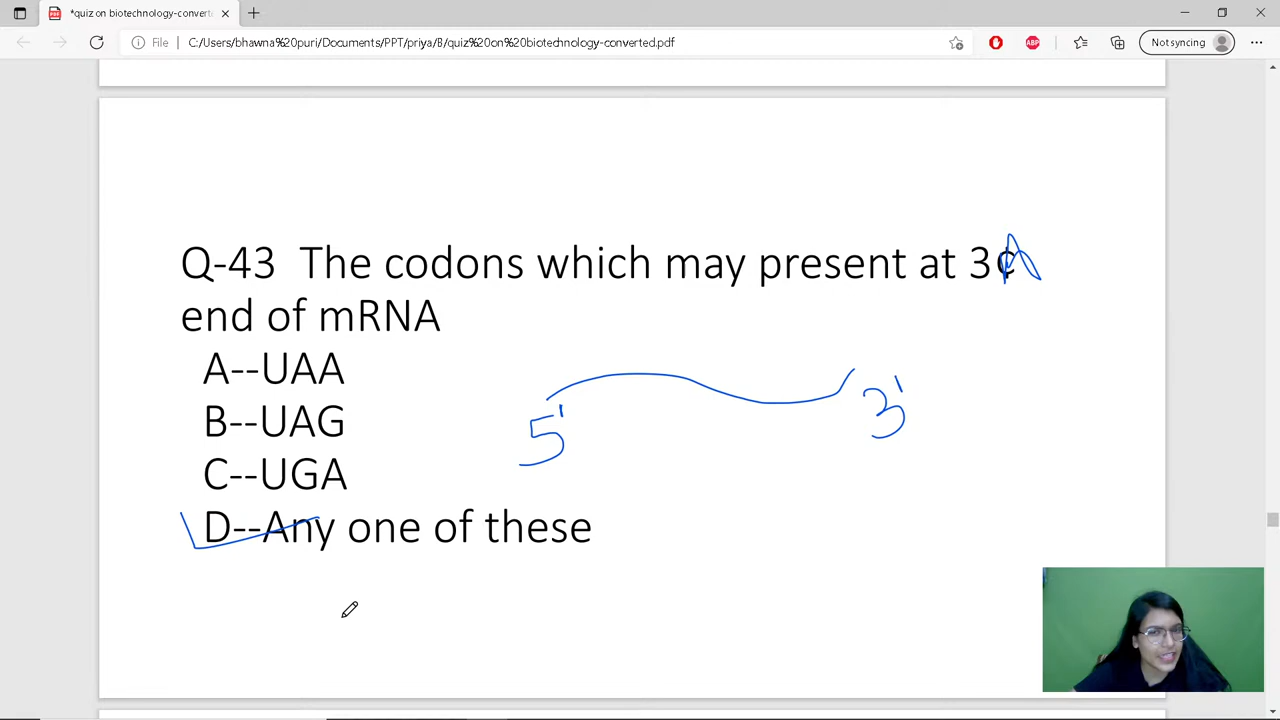 *quiz on biotechnology-converte
File
C:/Users/bhawna%20puri/Documents/PPT/priya/B/quiz%20on%20biotechnology-converted.pdf
ABP
Not syncing
Q-43 The codons which may present at 3¢
end of mRNA
A--UAA
B--UAG
C--UGA
D--Any one of these
5'
3'